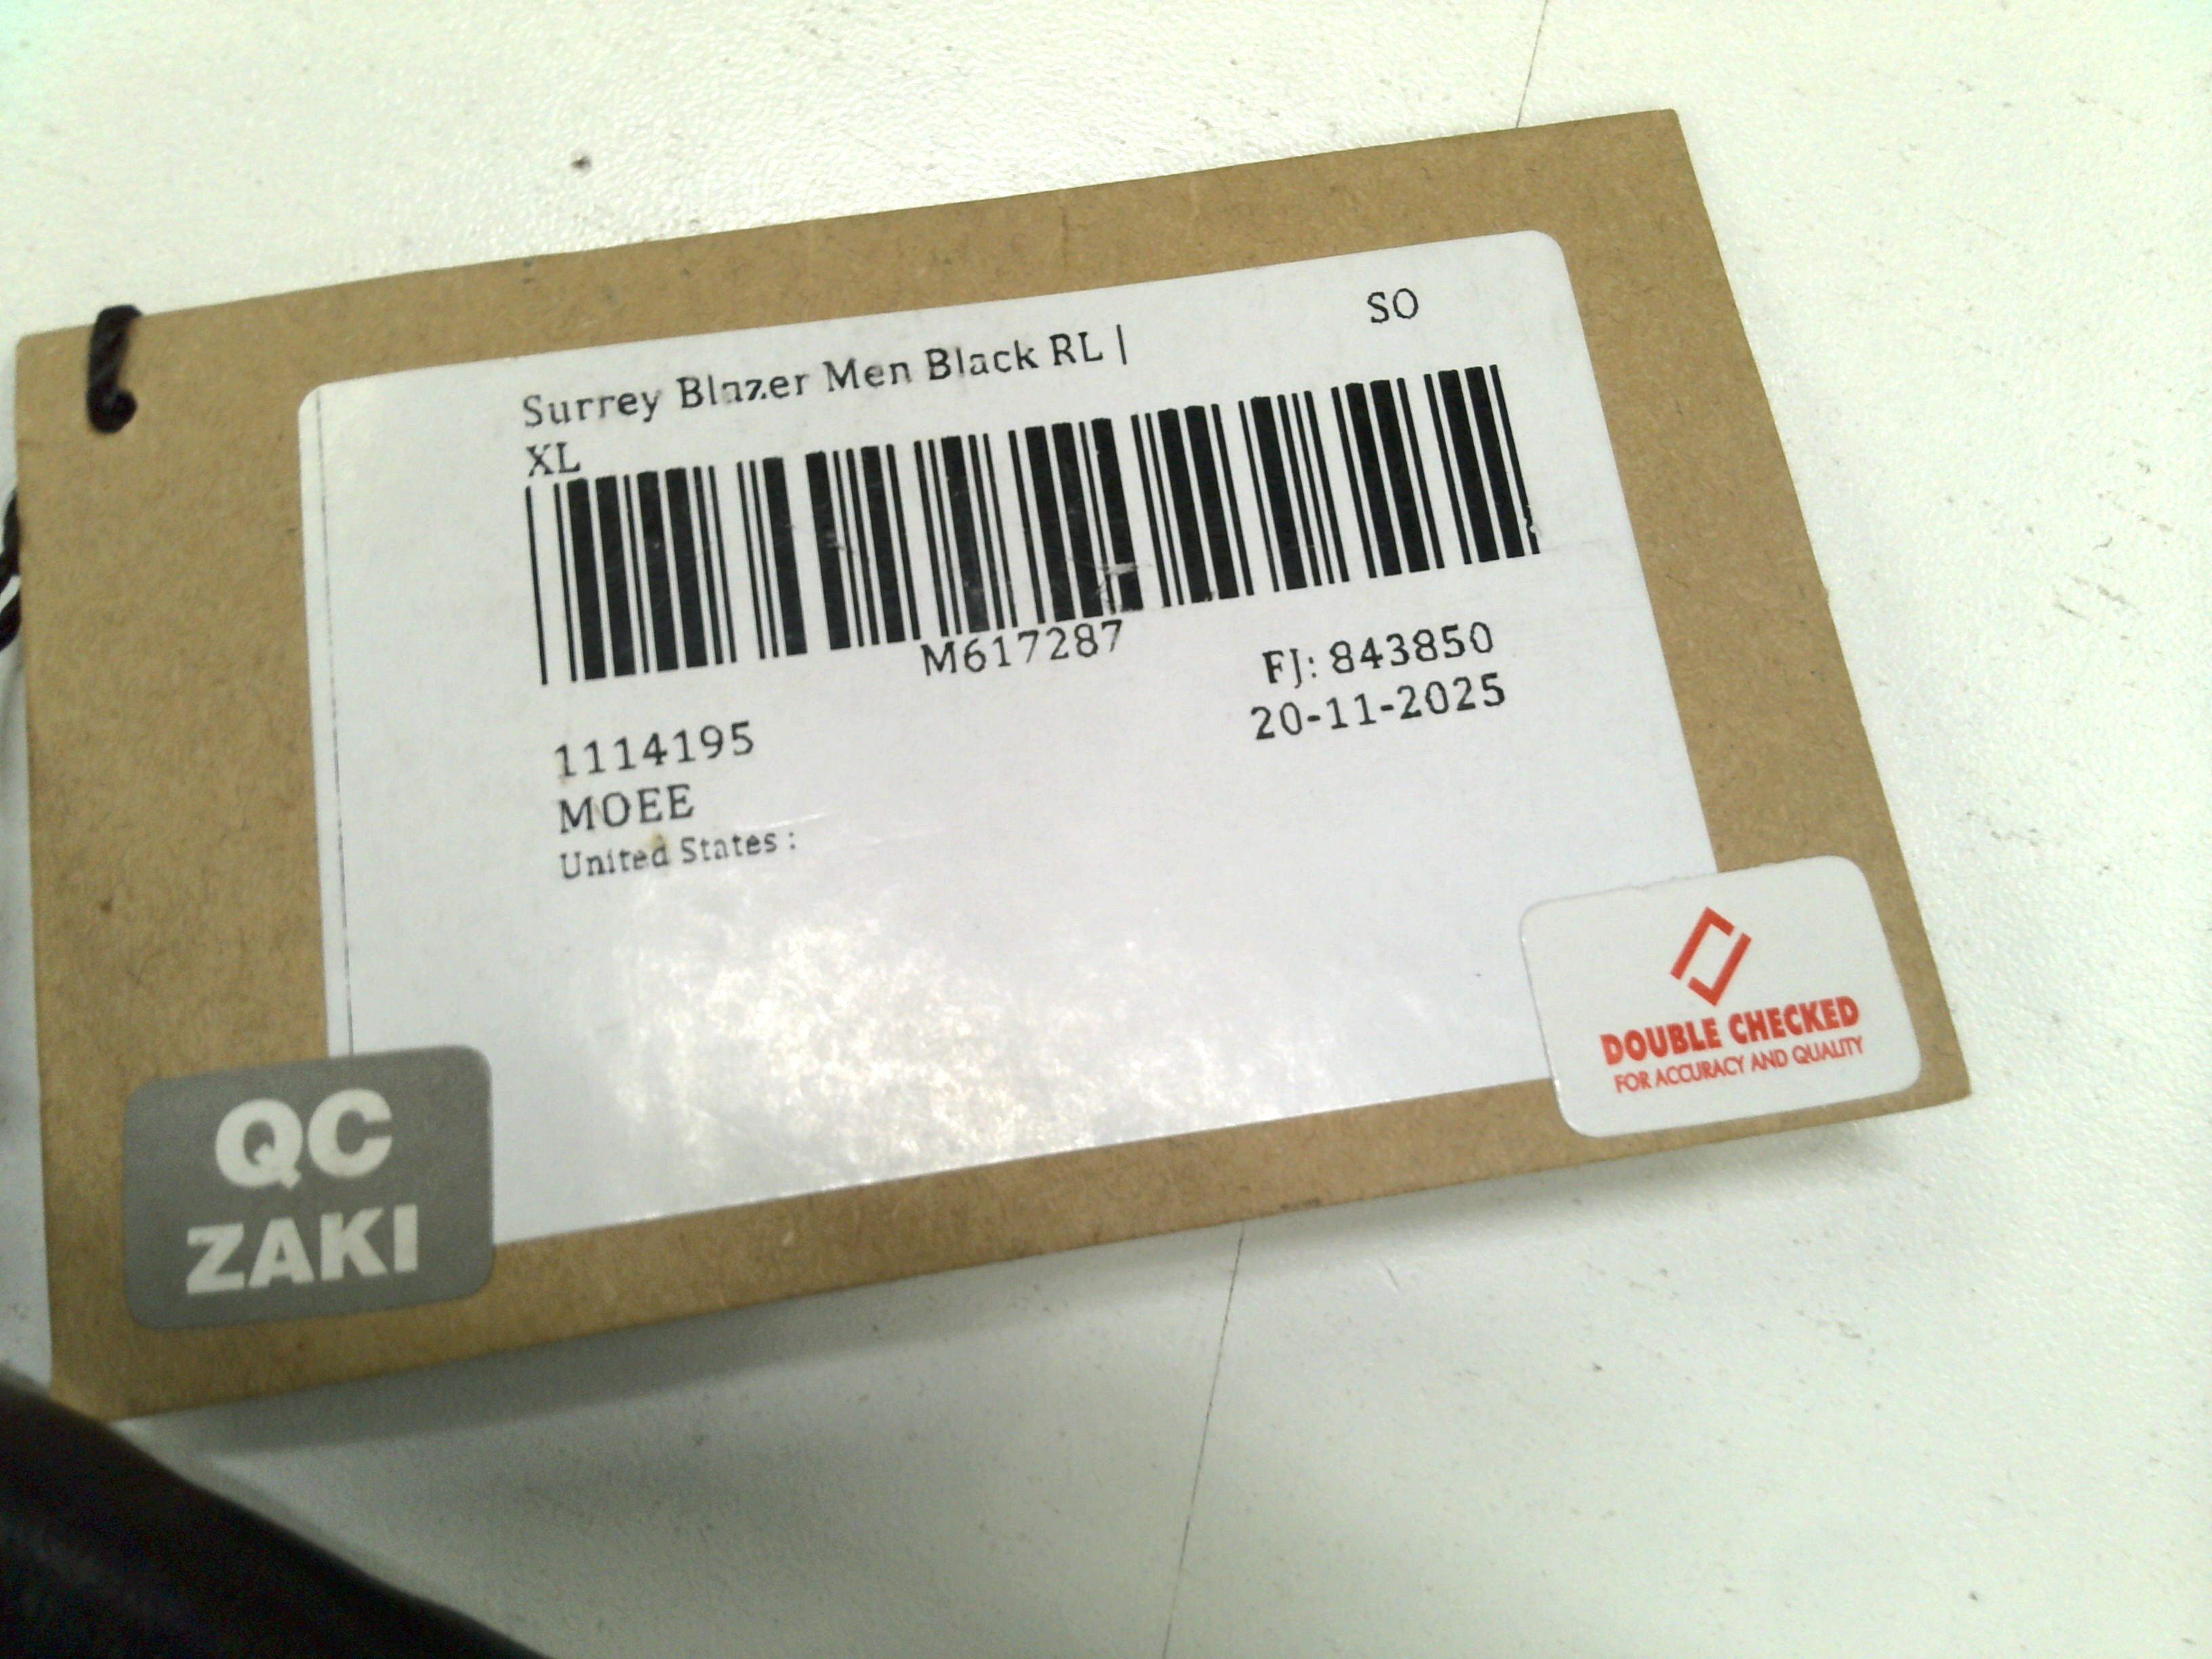 SO
Surrey Blazer Men Black RL |
XL
M617287
FJ: 843850
20-11-2025
1114195
MOEE
United States :
DOUBLE CHECKED
FOR ACCURACY AND QUALITY
QC
ZAKI